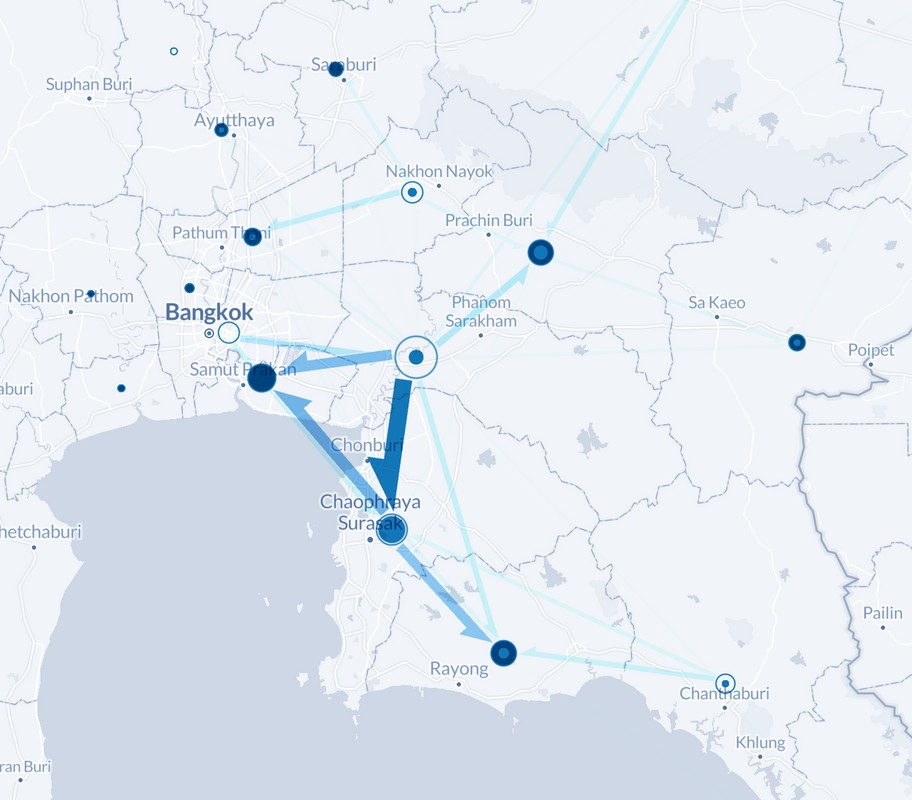 Saraburi
Suphan Buri
Ayutthaya
Nakhon Nayok
Prachin Buri
Pathum Thani
Nakhon Pathom
Bangkok
Phanom
Sarakham
Sa Kaeo
Poipet
Samut Prakan
aburi
Chonburi
Chaophraya
Surasak
hetchaburi
Pailin
Rayong
Chanthaburi
Khlung
ran Buri